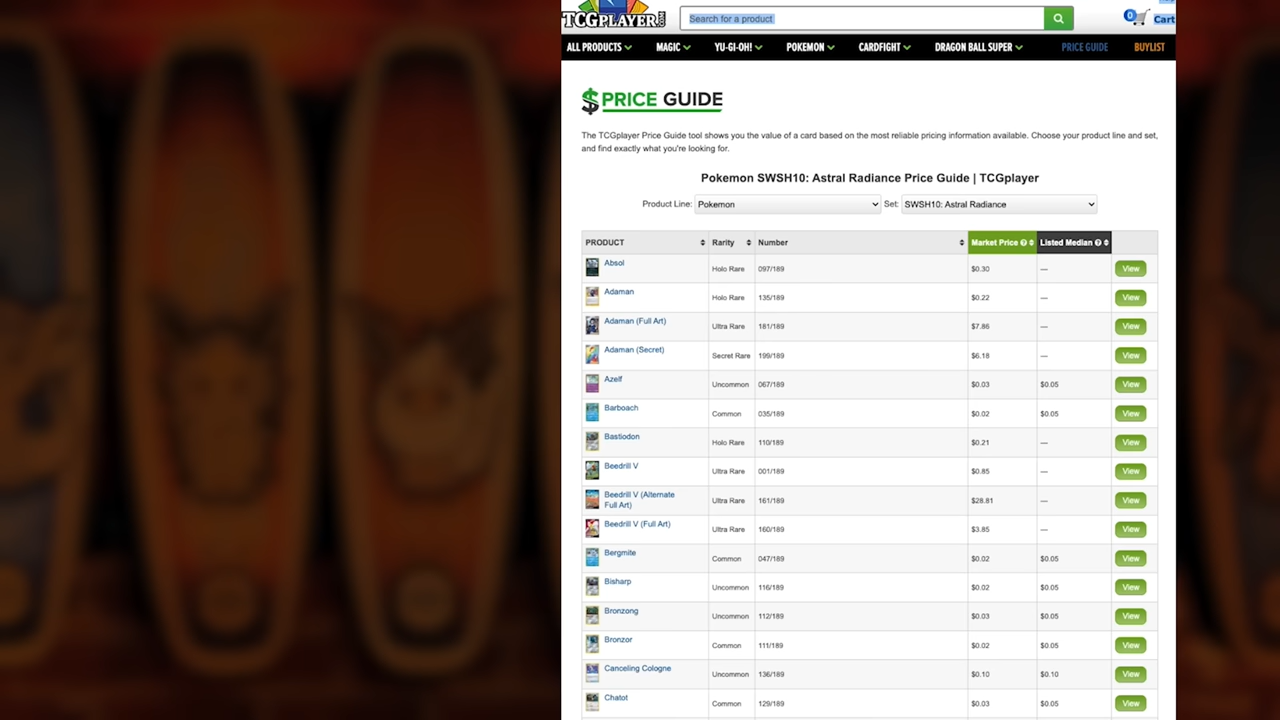 TCGPLAYER.COM
Search for a product
0
Cart
ALL PRODUCTS MAGIC YU-GI-OH! POKEMON CARDFIGHT DRAGON BALL SUPER PRICE GUIDE BUYLIST
$ PRICE GUIDE
The TCGplayer Price Guide tool shows you the value of a card based on the most reliable pricing information available. Choose your product line and set,
and find exactly what you're looking for.
Pokemon SWSH10: Astral Radiance Price Guide | TCGplayer
Product Line: Pokemon Set: SWSH10: Astral Radiance
PRODUCT Rarity Number Market Price Listed Median
Absol Holo Rare 097/189 $0.30 — View
Adaman Holo Rare 135/189 $0.22 — View
Adaman (Full Art) Ultra Rare 181/189 $7.86 — View
Adaman (Secret) Secret Rare 199/189 $6.18 — View
Azelf Uncommon 067/189 $0.03 $0.05 View
Barboach Common 035/189 $0.02 $0.05 View
Bastiodon Holo Rare 110/189 $0.21 — View
Beedrill V Ultra Rare 001/189 $0.85 — View
Beedrill V (Alternate
Full Art) Ultra Rare 161/189 $28.81 — View
Beedrill V (Full Art) Ultra Rare 160/189 $3.85 — View
Bergmite Common 047/189 $0.02 $0.05 View
Bisharp Uncommon 116/189 $0.02 $0.05 View
Bronzong Uncommon 112/189 $0.03 $0.05 View
Bronzor Common 111/189 $0.02 $0.05 View
Canceling Cologne Uncommon 136/189 $0.10 $0.10 View
Chatot Common 129/189 $0.03 $0.05 View